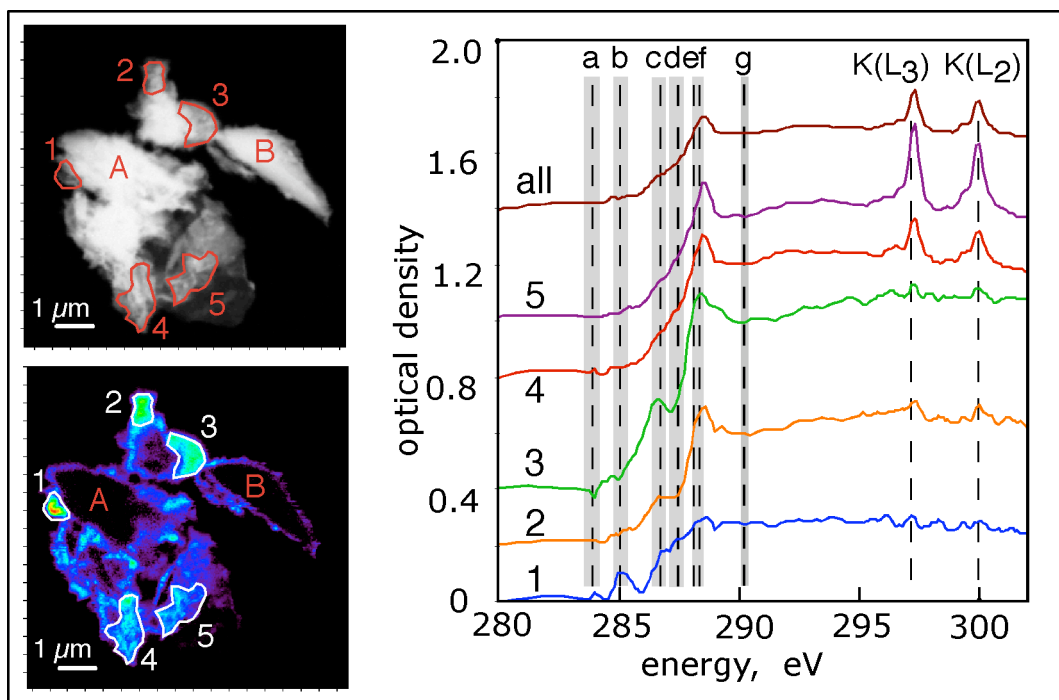 2
3
1
A
B
5
4
1 μm
2
3
1
A
B
5
4
1 μm
optical density
2.0
1.6
1.2
0.8
0.4
0
a b c d e f g
K(L3) K(L2)
all
5
4
3
2
1
280 285 290 295 300
energy, eV